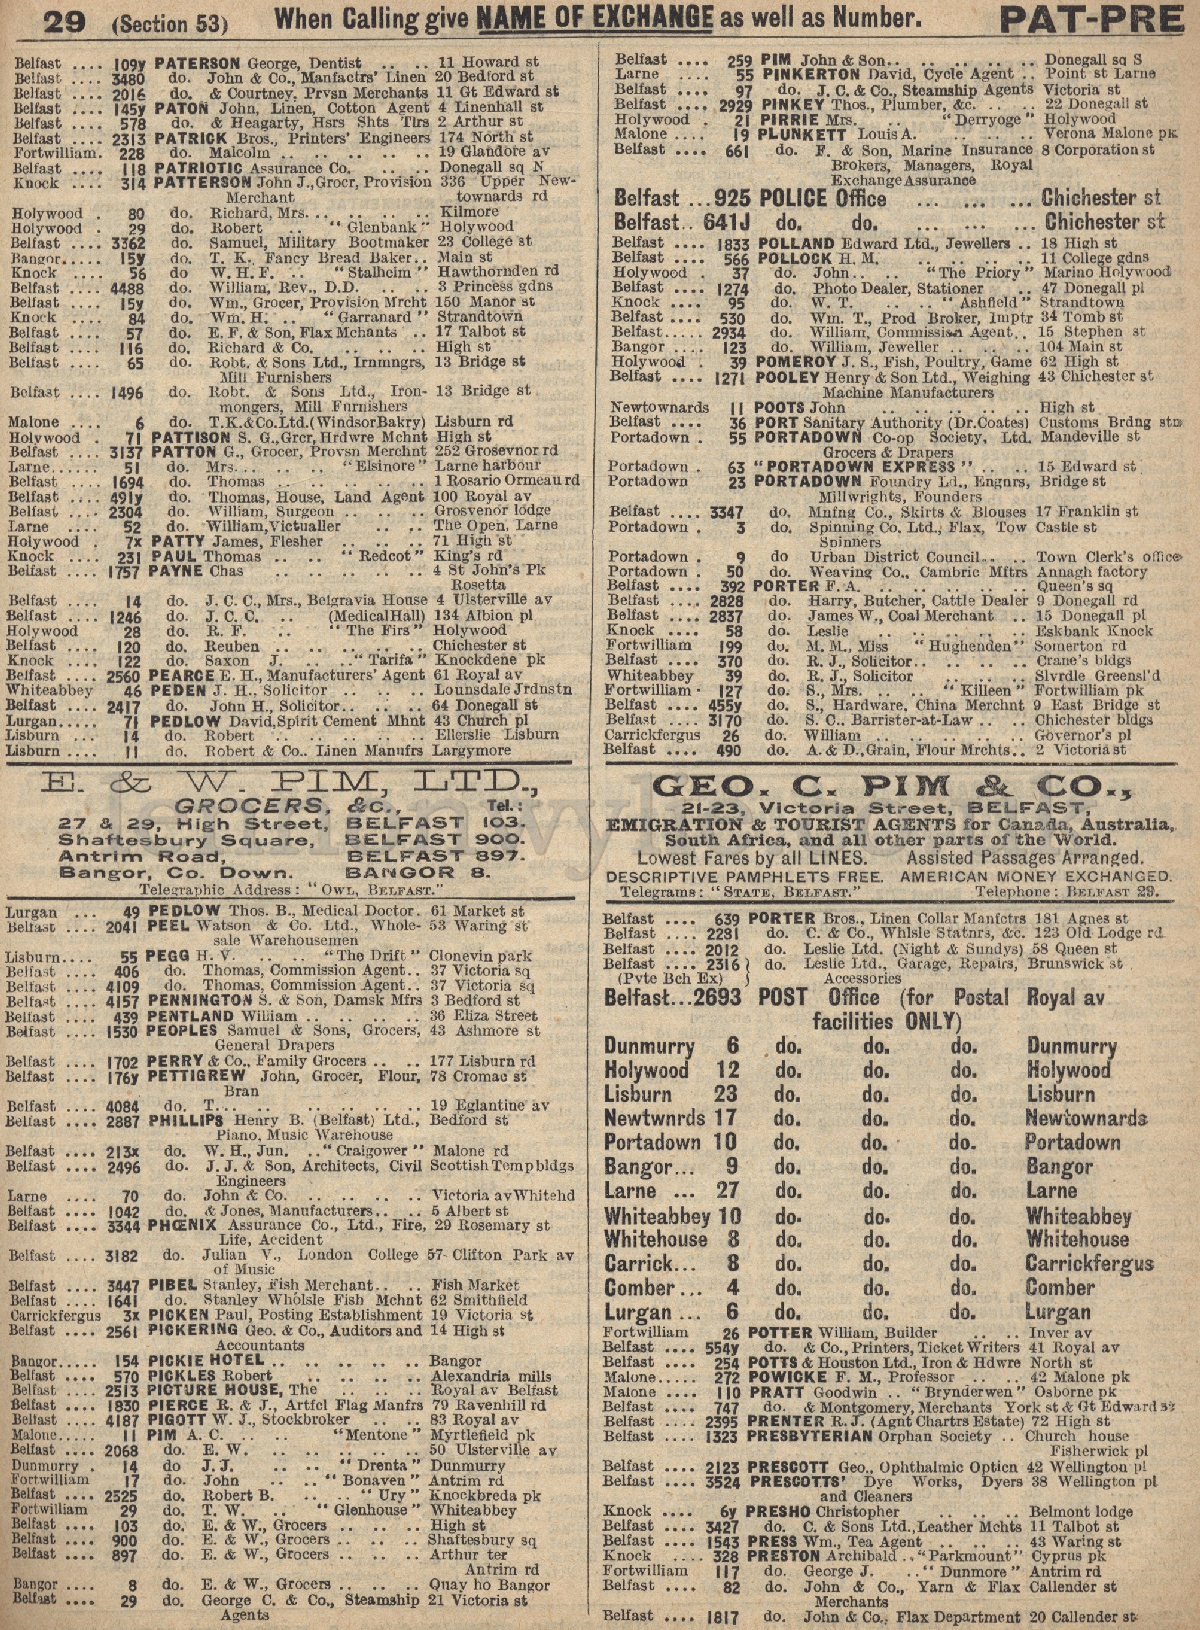 29 (Section 53) When Calling give NAME OF EXCHANGE as well as Number. PAT-PRE
Belfast .... 109y PATERSON George, Dentist .. .. 11 Howard st
Belfast .... 3480 do. John & Co., Manfactrs' Linen 20 Bedford st
Belfast .... 2016 do. & Courtney, Prvsn Merchants 11 Gt Edward st
Belfast .... 145y PATON John, Linen, Cotton Agent 4 Linenhall st
Belfast .... 578 do. & Heagarty, Hsrs Shts Tlrs 2 Arthur st
Belfast .... 2313 PATRICK Bros., Printers' Engineers 174 North st
Fortwilliam. 228 do. Malcolm .. .. .. .. .. 19 Glandore av
Belfast .... 118 PATRIOTIC Assurance Co. .. .. Donegall sq N
Knock .... 314 PATTERSON John J., Grocr, Provision 336 Upper New-
Merchant townards rd
Holywood . 80 do. Richard, Mrs. .. .. .. .. Kilmore
Holywood . 29 do. Robert .. "Glenbank" Holywood
Belfast .... 3362 do. Samuel, Military Bootmaker 23 College st
Bangor..... 15y do. T. K., Fancy Bread Baker.. Main st
Knock .... 56 do W. H. F. .. "Stalheim" Hawthornden rd
Belfast .... 4488 do. William, Rev., D.D. .. .. 3 Princess gdns
Belfast .... 15y do. Wm., Grocer, Provision Mrcht 150 Manor st
Knock .... 84 do. Wm. H. .. "Garranard" Strandtown
Belfast .... 57 do. E. F. & Son, Flax Mchants .. 17 Talbot st
Belfast .... 116 do. Richard & Co. .. .. .. High st
Belfast .... 65 do. Robt. & Sons Ltd., Irnmngrs, 13 Bridge st
Mill Furnishers
Belfast .... 1496 do. Robt. & Sons Ltd., Iron- 13 Bridge st
mongers, Mill Furnishers
Malone .... 6 do. T.K.&Co.Ltd.(WindsorBakry) Lisburn rd
Holywood . 71 PATTISON S. G., Grcr, Hrdwre Mchnt High st
Belfast .... 3137 PATTON G., Grocer, Provsn Merchnt 252 Grosevnor rd
Larne...... 51 do. Mrs. .. .. .. "Elsinore" Larne harbour
Belfast .... 1694 do. Thomas .. .. .. .. 1 Rosario Ormeau rd
Belfast .... 491y do. Thomas, House, Land Agent 100 Royal av
Belfast .... 2304 do. William, Surgeon .. .. .. Grosvenor lodge
Larne .... 52 do. William, Victualler .. .. The Open, Larne
Holywood . 7x PATTY James, Flesher .. .. .. 71 High st
Knock .... 231 PAUL Thomas .. .. "Redcot" King's rd
Belfast .... 1757 PAYNE Chas .. .. .. .. .. 4 St John's Pk
Rosetta
Belfast .... 14 do. J. C. C., Mrs., Belgravia House 4 Ulsterville av
Belfast .... 1246 do. J. C. C. .. (Medical Hall) 134 Albion pl
Holywood 28 do. R. F. .. "The Firs" Holywood
Belfast .... 120 do. Reuben .. .. .. .. .. Chichester st
Knock .... 122 do. Saxon J. .. .. "Tarifa" Knockdene pk
Belfast .... 2560 PEARCE E. H., Manufacturers' Agent 61 Royal av
Whiteabbey 46 PEDEN J. H., Solicitor .. .. .. Lounsdale Jrdnstn
Belfast .... 2417 do. John H., Solicitor.. .. .. 64 Donegall st
Lurgan..... 71 PEDLOW David, Spirit Cement Mhnt 43 Church pl
Lisburn ... 14 do. Robert .. .. .. .. .. Ellerslie Lisburn
Lisburn .... 11 do. Robert & Co.. Linen Manufrs Largymore
E. & W. PIM, LTD.,
GROCERS, &c., Tel.:
27 & 29, High Street, BELFAST 103.
Shaftesbury Square, BELFAST 900.
Antrim Road, BELFAST 897.
Bangor, Co. Down. BANGOR 8.
Telegraphic Address: "OWL, BELFAST."
Lurgan ... 49 PEDLOW Thos. B., Medical Doctor. 61 Market st
Belfast .... 2041 PEEL Watson & Co. Ltd., Whole- 53 Waring st
sale Warehousemen
Lisburn.... 55 PEGG H. V. .. .. "The Drift" Clonevin park
Belfast .... 406 do. Thomas, Commission Agent.. 37 Victoria sq
Belfast .... 4109 do. Thomas, Commission Agent.. 37 Victoria sq
Belfast .... 4157 PENNINGTON S. & Son, Damsk Mfrs 3 Bedford st
Belfast .... 439 PENTLAND William .. .. .. .. 36 Eliza Street
Belfast .... 1530 PEOPLES Samuel & Sons, Grocers, 43 Ashmore st
General Drapers
Belfast .... 1702 PERRY & Co., Family Grocers .. .. 177 Lisburn rd
Belfast .... 176y PETTIGREW John, Grocer, Flour, 78 Cromac st
Bran
Belfast .... 4084 do. T. .. .. .. .. .. .. 19 Eglantine av
Belfast .... 2887 PHILLIPS Henry B. (Belfast) Ltd., Bedford st
Piano, Music Warehouse
Belfast .... 213x do. W. H., Jun. .. "Craigower" Malone rd
Belfast .... 2496 do. J. J. & Son, Architects, Civil Scottish Temp bldgs
Engineers
Larne .... 70 do. John & Co. .. .. .. .. Victoria av Whitehd
Belfast .... 1042 do. & Jones, Manufacturers.. .. 5 Albert st
Belfast .... 3344 PHŒNIX Assurance Co., Ltd., Fire, 29 Rosemary st
Life, Accident
Belfast .... 3182 do. Julian V., London College 57 Clifton Park av
of Music
Belfast .... 3447 PIBEL Stanley, Fish Merchant.. .. Fish Market
Belfast .... 1641 do. Stanley Wholsle Fish Mchnt 62 Smithfield
Carrickfergus 3x PICKEN Paul, Posting Establishment 19 Victoria st
Belfast .... 2561 PICKERING Geo. & Co., Auditors and 14 High st
Accountants
Bangor..... 154 PICKIE HOTEL .. .. .. .. .. Bangor
Belfast .... 570 PICKLES Robert .. .. .. .. Alexandria mills
Belfast .... 2513 PICTURE HOUSE, The .. .. .. Royal av Belfast
Belfast .... 1830 PIERCE R. & J., Artfcl Flag Manfrs 79 Ravenhill rd
Belfast .... 4187 PIGOTT W. J., Stockbroker .. .. 83 Royal av
Malone.... 11 PIM A. C. .. .. "Mentone" Myrtlefield pk
Belfast .... 2068 do E. W. .. .. .. .. .. 50 Ulsterville av
Dunmurry . 14 do J. J. .. .. "Drenta" Dunmurry
Fortwilliam 17 do. John .. .. "Bonaven" Antrim rd
Belfast .... 2525 do. Robert B. .. .. "Ury" Knockbreda pk
Fortwilliam 29 do. T. W. .. "Glenhouse" Whiteabbey
Belfast .... 103 do. E. & W., Grocers .. .. .. High st
Belfast .... 900 do. E. & W., Grocers .. .. .. Shaftesbury sq
Belfast .... 897 do. E. & W., Grocers .. .. .. Arthur ter
Antrim rd
Bangor .... 8 do. E. & W., Grocers .. .. .. Quay ho Bangor
Belfast .... 29 do. George C. & Co., Steamship 21 Victoria st
Agents
Belfast .... 259 PIM John & Son.. .. .. .. .. Donegall sq S
Larne .... 55 PINKERTON David, Cycle Agent .. Point st Larne
Belfast .... 97 do. J. C. & Co., Steamship Agents Victoria st
Belfast .... 2929 PINKEY Thos., Plumber, &c. .. .. 22 Donegall st
Holywood . 21 PIRRIE Mrs. .. "Derryoge" Holywood
Malone .... 19 PLUNKETT Louis A. .. .. .. Verona Malone pk
Belfast .... 661 do. F. & Son, Marine Insurance 8 Corporation st
Brokers, Managers, Royal
Exchange Assurance
Belfast ... 925 POLICE Office ... ... ... Chichester st
Belfast.. 641J do. do. ... ... ... Chichester st
Belfast .... 1833 POLLAND Edward Ltd., Jewellers .. 18 High st
Belfast .... 566 POLLOCK H. M. .. .. .. .. 11 College gdns
Holywood . 37 do. John.. .. "The Priory" Marino Holywood
Belfast .... 1274 do. Photo Dealer, Stationer .. 47 Donegall pl
Knock .... 95 do. W. T. .. .. "Ashfield" Strandtown
Belfast .... 530 do. Wm. T., Prod Broker, Imptr 34 Tomb st
Belfast..... 2934 do. William, Commission Agent.. 15 Stephen st
Bangor .... 123 do. William, Jeweller .. .. .. 104 Main st
Holywood . 39 POMEROY J. S., Fish, Poultry, Game 62 High st
Belfast .... 1271 POOLEY Henry & Son Ltd., Weighing 43 Chichester st
Machine Manufacturers
Newtownards 11 POOTS John .. .. .. .. .. High st
Belfast .... 36 PORT Sanitary Authority (Dr. Coates) Customs Brdng stn
Portadown . 55 PORTADOWN Co-op Society, Ltd. Mandeville st
Grocers & Drapers
Portadown . 63 "PORTADOWN EXPRESS" .. .. 15 Edward st
Portadown 23 PORTADOWN Foundry Ld., Engnrs, Bridge st
Millwrights, Founders
Belfast .... 3347 do. Mnfng Co., Skirts & Blouses 17 Franklin st
Portadown . 3 do. Spinning Co. Ltd., Flax, Tow Castle st
Spinners
Portadown . 9 do Urban District Council.. .. Town Clerk's office
Portadown . 50 do. Weaving Co., Cambric Mftrs Annagh factory
Belfast .... 392 PORTER F. A. .. .. .. .. .. Queen's sq
Belfast .... 2828 do. Harry, Butcher, Cattle Dealer 9 Donegall rd
Belfast .... 2837 do. James W., Coal Merchant .. 15 Donegall pl
Knock .... 58 do. Leslie .. .. .. .. .. Eskbank Knock
Fortwilliam 199 do. M. M., Miss "Hughenden" Somerton rd
Belfast .... 370 do. R. J., Solicitor.. .. .. .. Crane's bldgs
Whiteabbey 39 do. R. J., Solicitor .. .. .. Slvrdle Greensl'd
Fortwilliam . 127 do. S., Mrs. .. .. "Killeen" Fortwilliam pk
Belfast .... 455y do. S., Hardware, China Merchnt 9 East Bridge st
Belfast .... 3170 do. S. C., Barrister-at-Law .. .. Chichester bldgs
Carrickfergus 26 do. William .. .. .. .. .. Governor's pl
Belfast .... 490 do. A. & D., Grain, Flour Mrchts.. 2 Victoria st
GEO. C. PIM & CO.,
21-23, Victoria Street, BELFAST,
EMIGRATION & TOURIST AGENTS for Canada, Australia,
South Africa, and all other parts of the World.
Lowest Fares by all LINES. Assisted Passages Arranged.
DESCRIPTIVE PAMPHLETS FREE. AMERICAN MONEY EXCHANGED.
Telegrams: "STATE, BELFAST." Telephone: BELFAST 29.
Belfast .... 639 PORTER Bros., Linen Collar Manfctrs 181 Agnes st
Belfast .... 2281 do. C. & Co., Whlsle Statnrs, &c. 123 Old Lodge rd
Belfast .... 2012 do. Leslie Ltd. (Night & Sundys) 58 Queen st
Belfast .... 2316 } do. Leslie Ltd., Garage, Repairs, Brunswick st
(Pvte Bch Ex) } Accessories
Belfast...2693 POST Office (for Postal Royal av
facilities ONLY)
Dunmurry 6 do. do. do. Dunmurry
Holywood 12 do. do. do. Holywood
Lisburn 23 do. do. do. Lisburn
Newtwnrds 17 do. do. do. Newtownards
Portadown 10 do. do. do. Portadown
Bangor... 9 do. do. do. Bangor
Larne ... 27 do. do. do. Larne
Whiteabbey 10 do. do. do. Whiteabbey
Whitehouse 8 do. do. do. Whitehouse
Carrick... 8 do. do. do. Carrickfergus
Comber... 4 do. do. do. Comber
Lurgan ... 6 do. do. do. Lurgan
Fortwilliam 26 POTTER William, Builder .. .. Inver av
Belfast .... 554y do. & Co., Printers, Ticket Writers 41 Royal av
Belfast .... 254 POTTS & Houston Ltd., Iron & Hdwre North st
Malone..... 272 POWICKE F. M., Professor .. .. 42 Malone pk
Malone .... 110 PRATT Goodwin .. "Brynderwen" Osborne pk
Belfast .... 747 do. & Montgomery, Merchants York st & Gt Edward st
Belfast .... 2395 PRENTER R. J. (Agnt Chartrs Estate) 72 High st
Belfast .... 1323 PRESBYTERIAN Orphan Society .. Church house
Fisherwick pl
Belfast .... 2123 PRESCOTT Geo., Ophthalmic Opticn 42 Wellington pl
Belfast .... 3524 PRESCOTTS' Dye Works, Dyers 38 Wellington pl
and Cleaners
Knock .... 6y PRESHO Christopher .. .. .. Belmont lodge
Belfast .... 3427 do. C. & Sons Ltd., Leather Mchts 11 Talbot st
Belfast .... 1543 PRESS Wm., Tea Agent .. .. .. 43 Waring st
Knock .... 328 PRESTON Archibald .. "Parkmount" Cyprus pk
Fortwilliam 117 do. George J. .. "Dunmore" Antrim rd
Belfast .... 82 do. John & Co., Yarn & Flax Callender st
Merchants
Belfast .... 1817 do. John & Co., Flax Department 20 Callender st